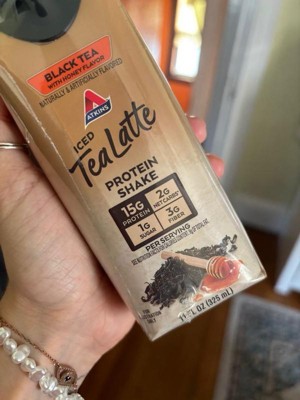 BLACK TEA
WITH HONEY FLAVOR
NATURALLY & ARTIFICIALLY FLAVORED
ATKINS
ICED
Tea Latte
PROTEIN
SHAKE
15G PROTEIN
2G NET CARBS*
1G SUGAR
3G FIBER
PER SERVING
11 FL OZ (325 mL)